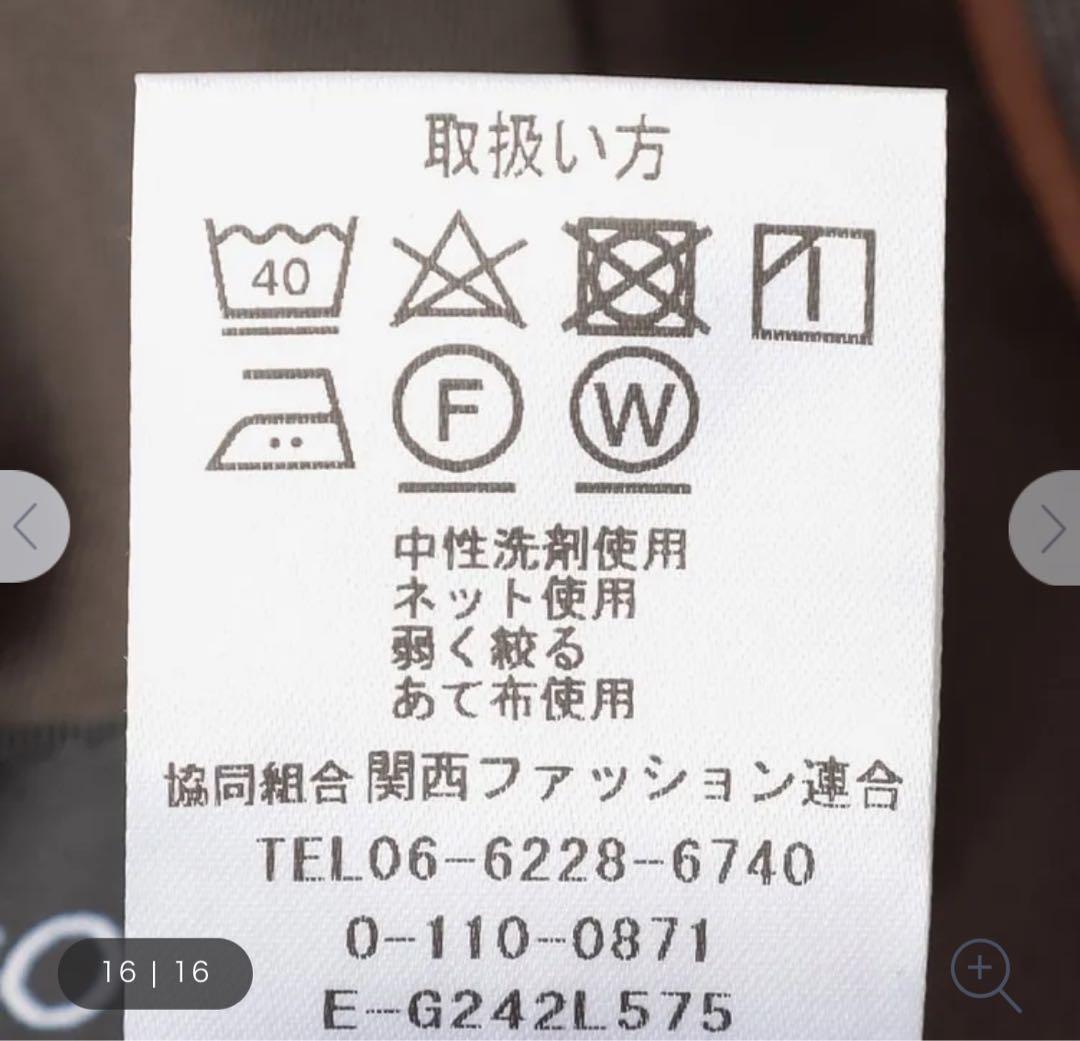 取扱い方
40
F W
中性洗剤使用
ネット使用
弱く絞る
あて布使用
協同組合関西ファッション連合
TEL06-6228-6740
0-110-0871
E-G242L575
16 | 16